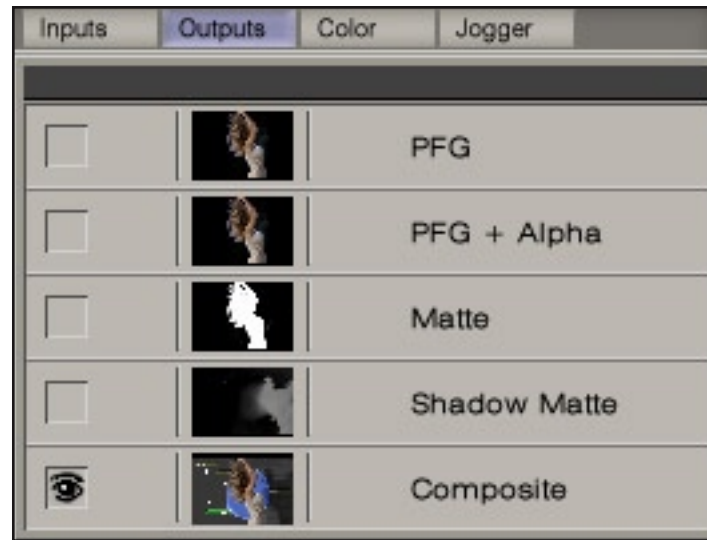 Inputs Outputs Color Jogger
PFG
PFG + Alpha
Matte
Shadow Matte
Composite